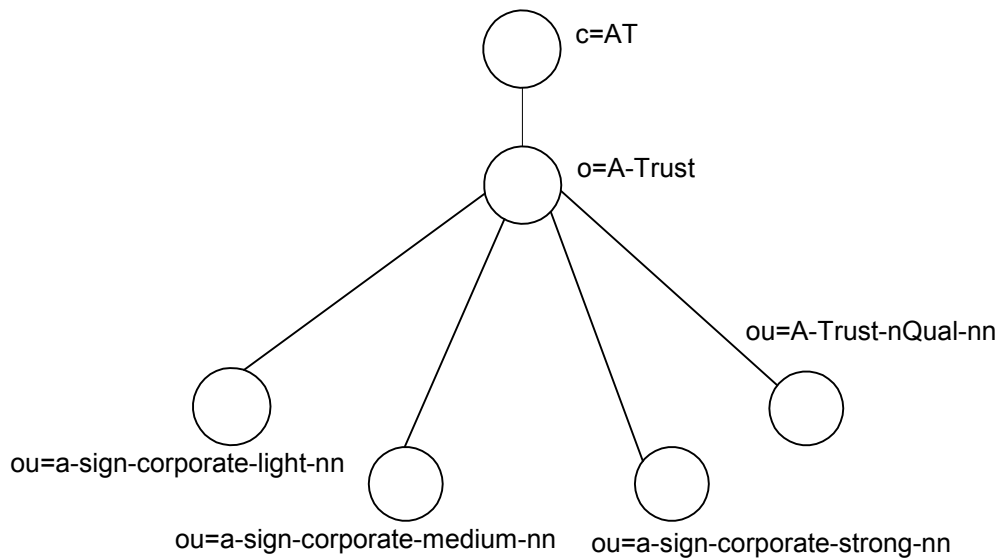 c=AT
o=A-Trust
ou=A-Trust-nQual-nn
ou=a-sign-corporate-light-nn
ou=a-sign-corporate-medium-nn
ou=a-sign-corporate-strong-nn